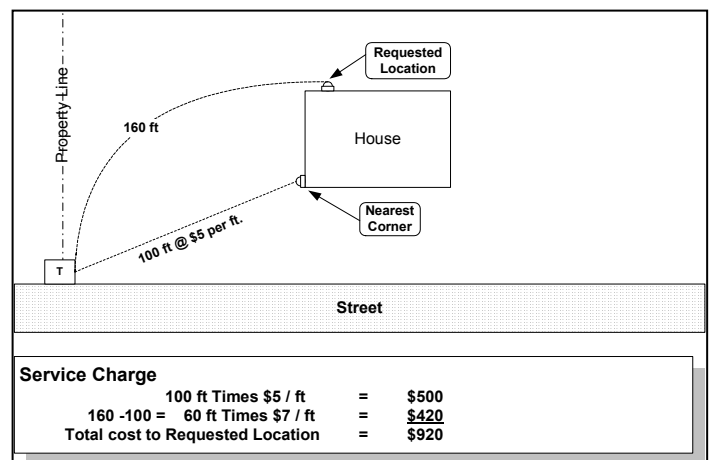 Requested
Location
Property Line
160 ft
House
Nearest
Corner
100 ft @ $5 per ft.
T
Street
Service Charge
100 ft Times $5 / ft = $500
160 -100 = 60 ft Times $7 / ft = $420
Total cost to Requested Location = $920